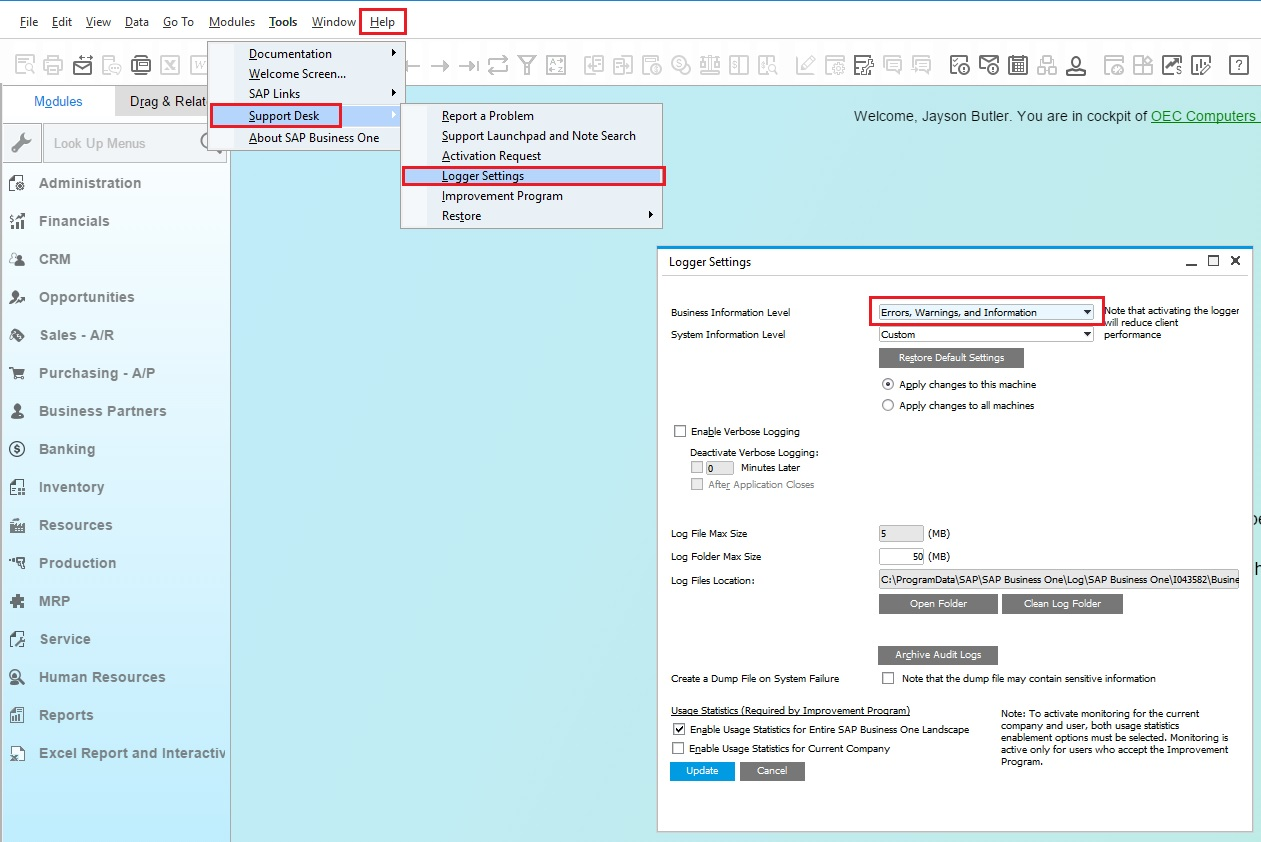 File Edit View Data Go To Modules Tools Window Help
Documentation
Welcome Screen...
SAP Links
Support Desk
About SAP Business One
Report a Problem
Support Launchpad and Note Search
Activation Request
Logger Settings
Improvement Program
Restore
Modules Drag & Relat
Look Up Menus
Welcome, Jayson Butler. You are in cockpit of OEC Computers
Administration
Financials
CRM
Opportunities
Sales - A/R
Purchasing - A/P
Business Partners
Banking
Inventory
Resources
Production
MRP
Service
Human Resources
Reports
Excel Report and Interactiv
Logger Settings
Business Information Level Errors, Warnings, and Information
System Information Level Custom
Note that activating the logger
will reduce client
performance
Restore Default Settings
Apply changes to this machine
Apply changes to all machines
Enable Verbose Logging
Deactivate Verbose Logging:
0 Minutes Later
After Application Closes
Log File Max Size 5 (MB)
Log Folder Max Size 50 (MB)
Log Files Location: C:\ProgramData\SAP\SAP Business One\Log\SAP Business One\I043582\Busine
Open Folder Clean Log Folder
Archive Audit Logs
Create a Dump File on System Failure Note that the dump file may contain sensitive information
Usage Statistics (Required by Improvement Program)
Enable Usage Statistics for Entire SAP Business One Landscape
Enable Usage Statistics for Current Company
Note: To activate monitoring for the current
company and user, both usage statistics
enablement options must be selected. Monitoring is
active only for users who accept the Improvement
Program.
Update Cancel